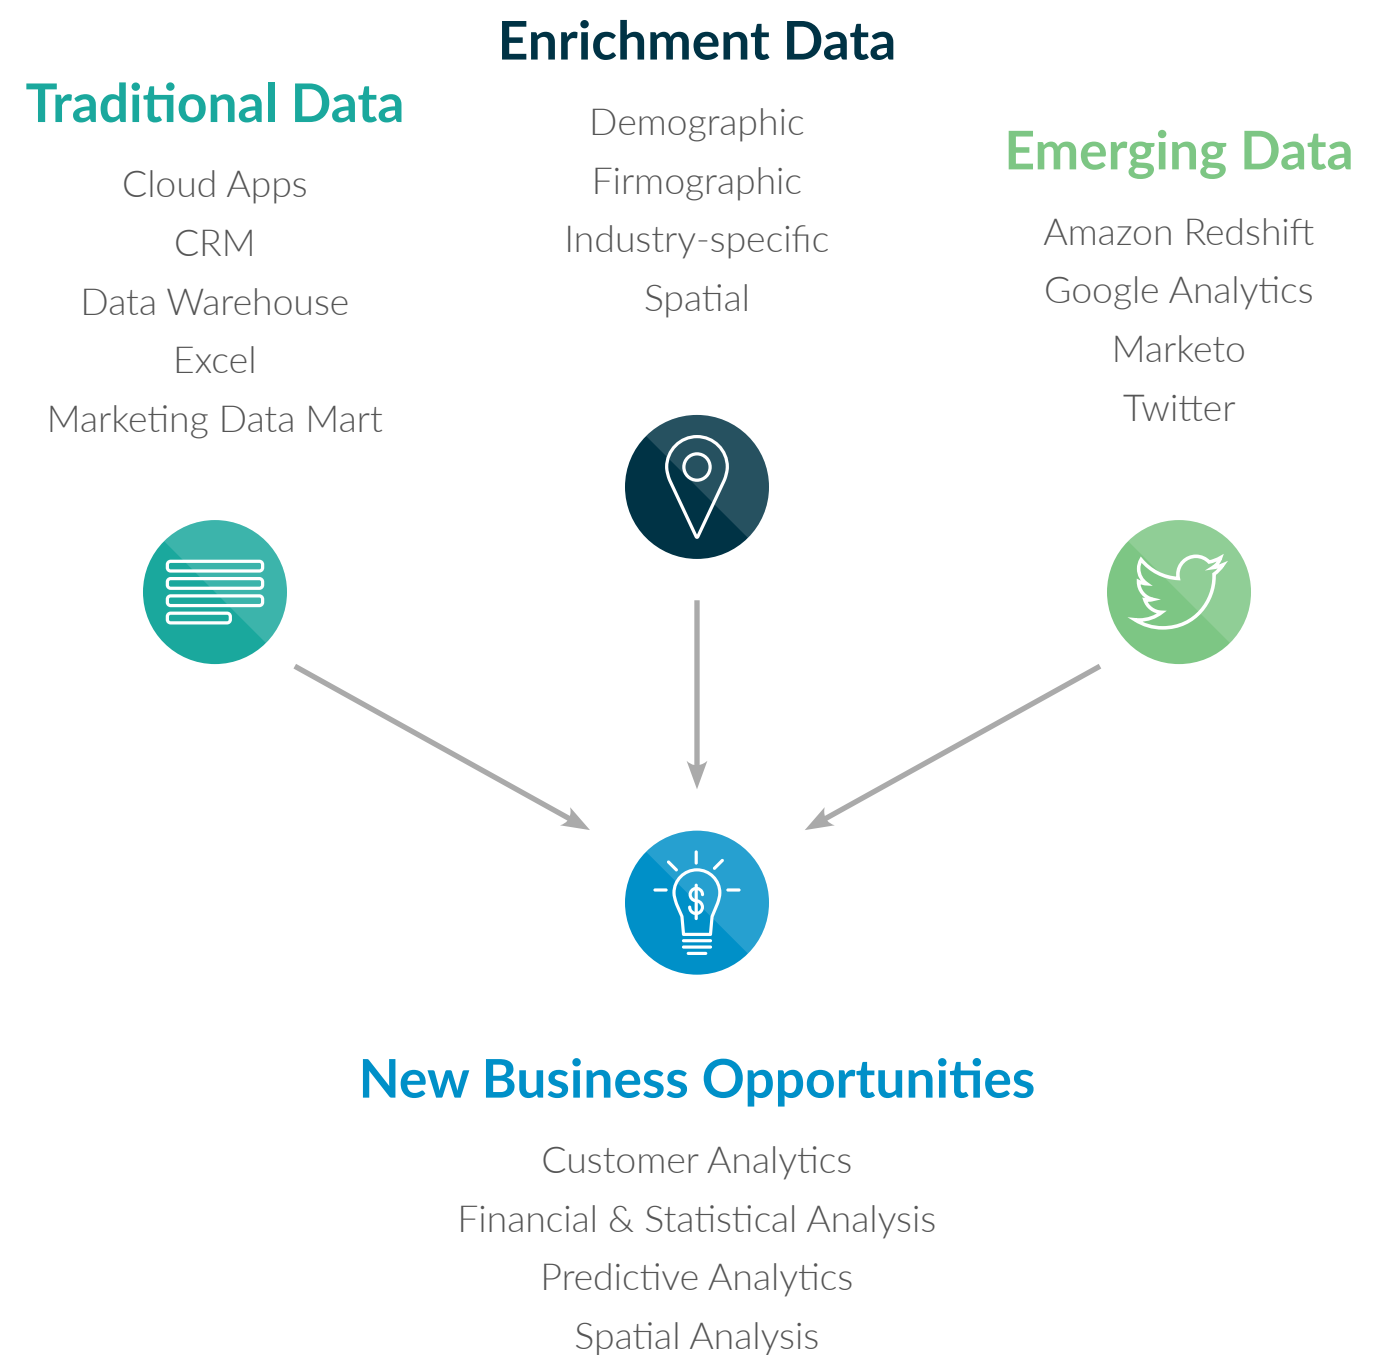 Traditional Data
Cloud Apps
CRM
Data Warehouse
Excel
Marketing Data Mart
Enrichment Data
Demographic
Firmographic
Industry-specific
Spatial
Emerging Data
Amazon Redshift
Google Analytics
Marketo
Twitter
$
New Business Opportunities
Customer Analytics
Financial & Statistical Analysis
Predictive Analytics
Spatial Analysis